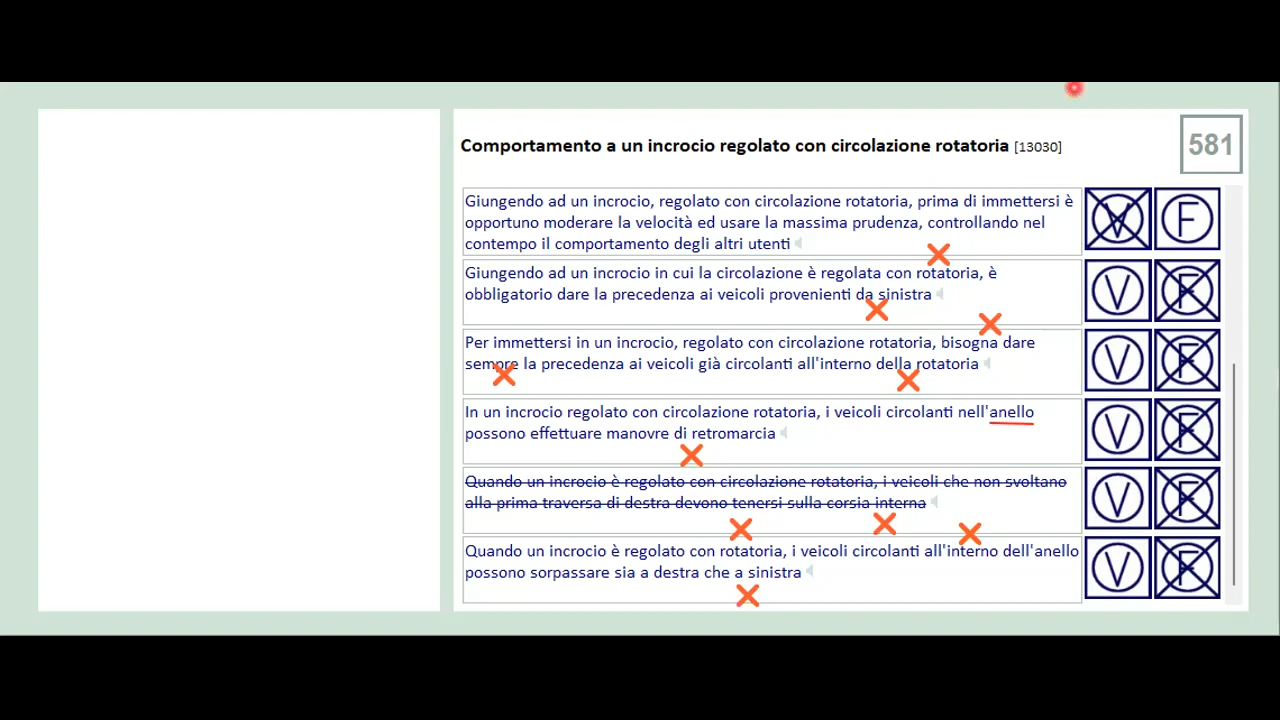 Comportamento a un incrocio regolato con circolazione rotatoria [13030]
581
Giungendo ad un incrocio, regolato con circolazione rotatoria, prima di immettersi è
opportuno moderare la velocità ed usare la massima prudenza, controllando nel
contempo il comportamento degli altri utenti
V F
Giungendo ad un incrocio in cui la circolazione è regolata con rotatoria, è
obbligatorio dare la precedenza ai veicoli provenienti da sinistra
V F
Per immettersi in un incrocio, regolato con circolazione rotatoria, bisogna dare
sempre la precedenza ai veicoli già circolanti all'interno della rotatoria
V F
In un incrocio regolato con circolazione rotatoria, i veicoli circolanti nell'anello
possono effettuare manovre di retromarcia
V F
Quando un incrocio è regolato con circolazione rotatoria, i veicoli che non svoltano
alla prima traversa di destra devono tenersi sulla corsia interna
V F
Quando un incrocio è regolato con rotatoria, i veicoli circolanti all'interno dell'anello
possono sorpassare sia a destra che a sinistra
V F